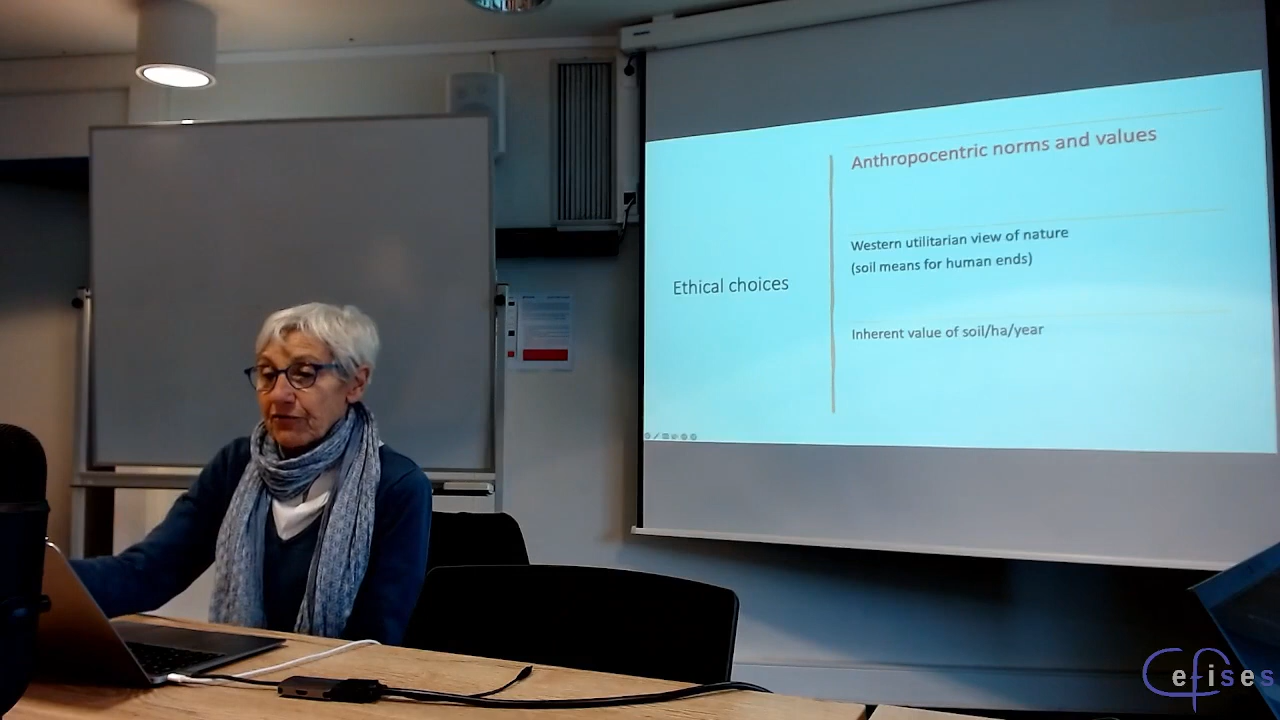 Anthropocentric norms and values
Western utilitarian view of nature
(soil means for human ends)
Ethical choices
Inherent value of soil/ha/year
Cefises